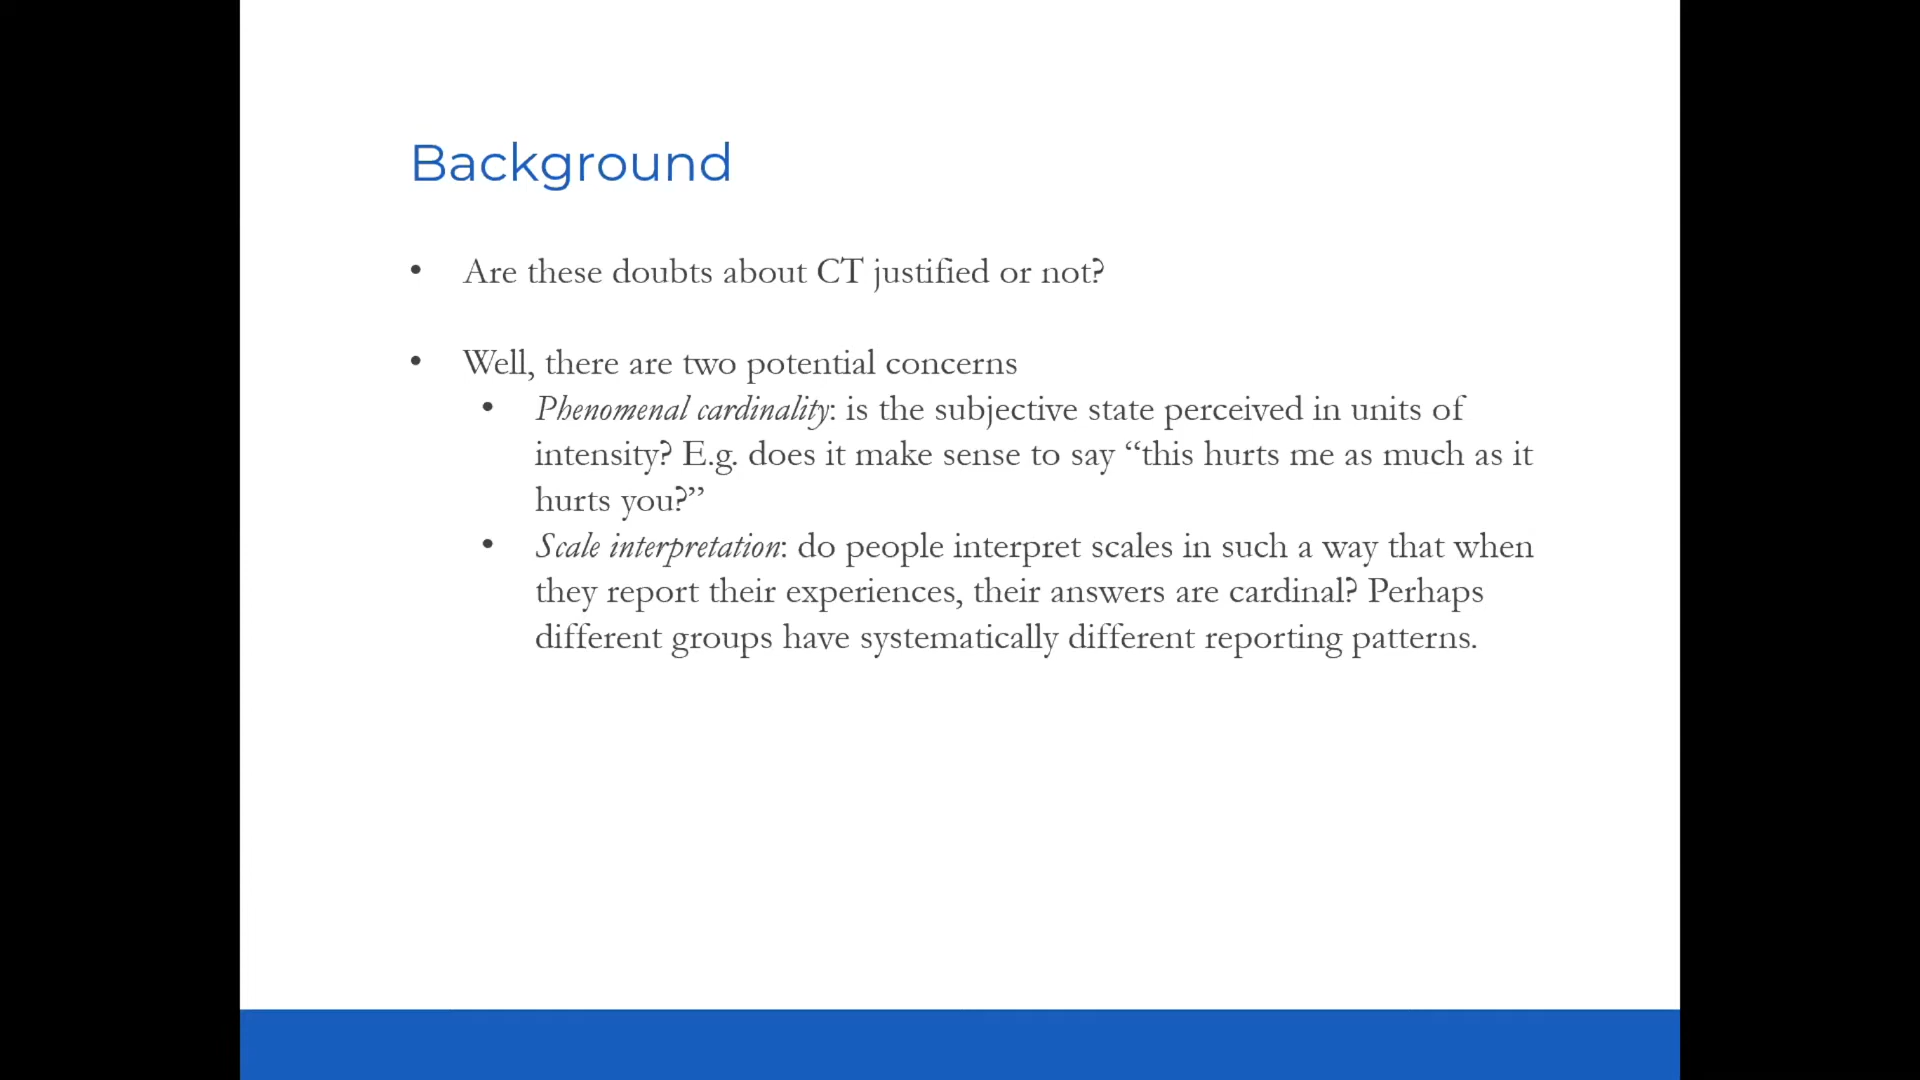 Background
• Are these doubts about CT justified or not?
• Well, there are two potential concerns
• Phenomenal cardinality: is the subjective state perceived in units of
intensity? E.g. does it make sense to say “this hurts me as much as it
hurts you?”
• Scale interpretation: do people interpret scales in such a way that when
they report their experiences, their answers are cardinal? Perhaps
different groups have systematically different reporting patterns.